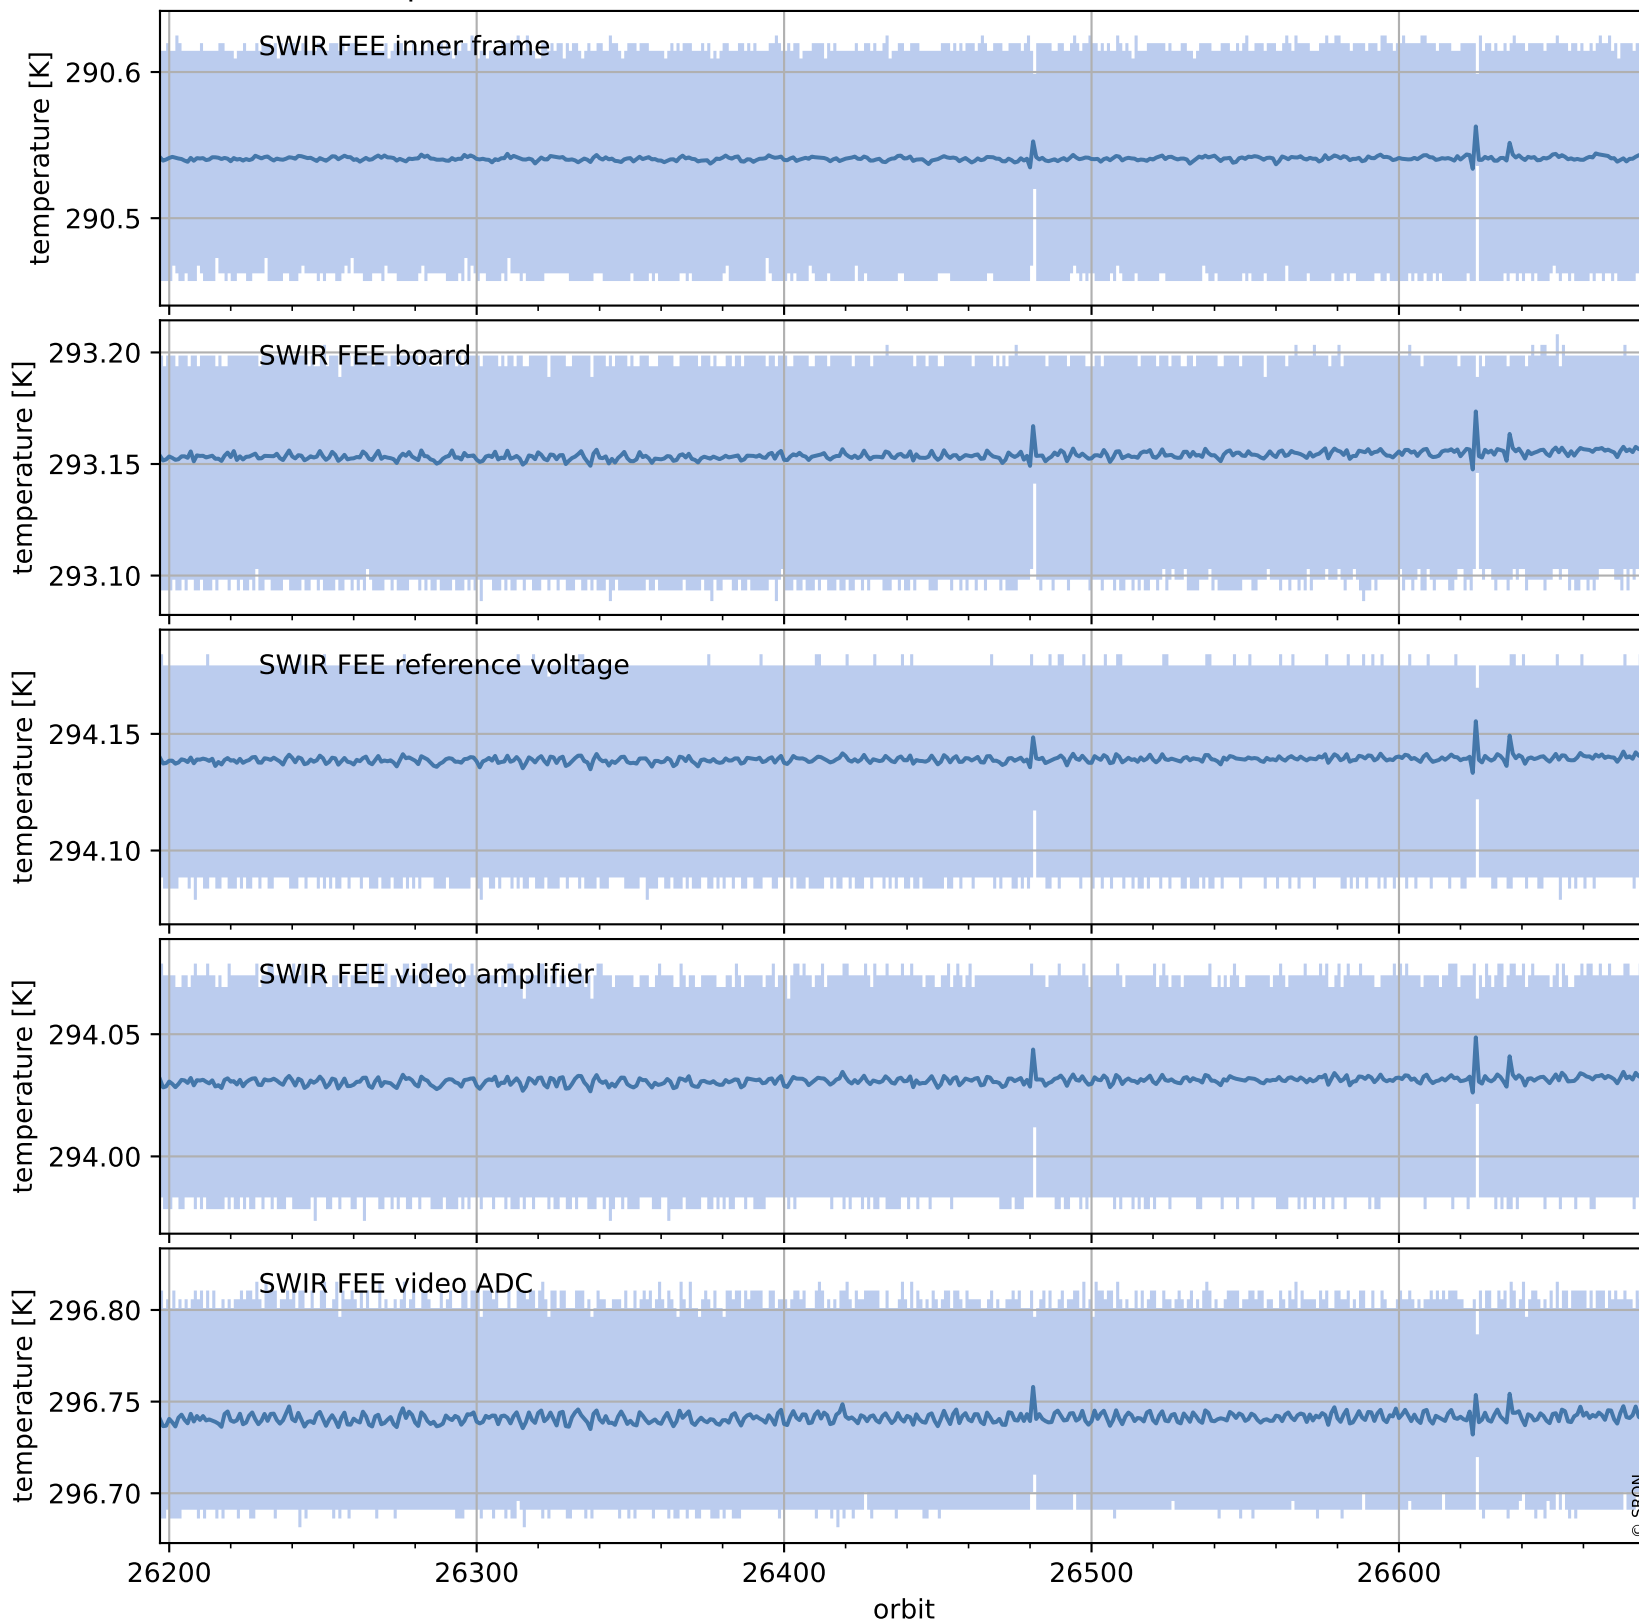 SWIR FEE inner frame
temperature [K]
290.6
290.5
SWIR FEE board
temperature [K]
293.20
293.15
293.10
SWIR FEE reference voltage
temperature [K]
294.15
294.10
SWIR FEE video amplifier
temperature [K]
294.05
294.00
SWIR FEE video ADC
temperature [K]
296.80
296.75
296.70
© SRON
26200 26300 26400 26500 26600
orbit